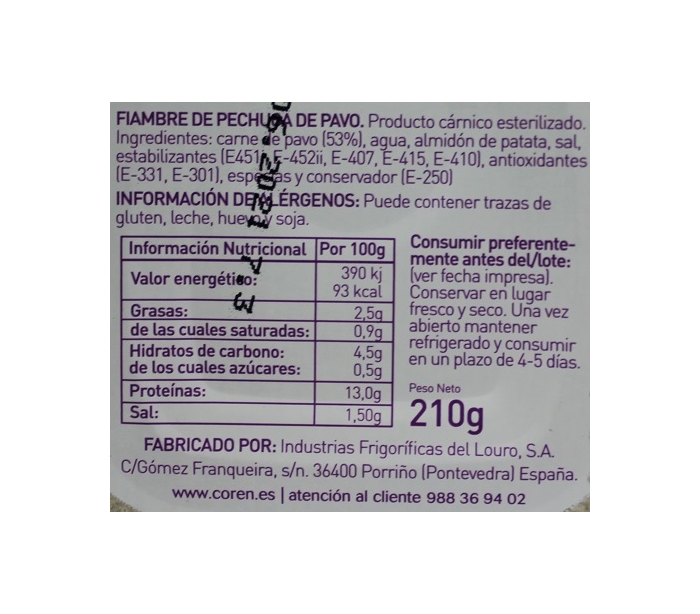 FIAMBRE DE PECHUGA DE PAVO. Producto cárnico esterilizado.
Ingredientes: carne de pavo (53%), agua, almidón de patata, sal,
estabilizantes (E451i, E-452ii, E-407, E-415, E-410), antioxidantes
(E-331, E-301), especias y conservador (E-250)
INFORMACIÓN DE ALÉRGENOS: Puede contener trazas de
gluten, leche, huevo y soja.
Información Nutricional Por 100g
Valor energético: 390 kj
93 kcal
Grasas: 2,5g
de las cuales saturadas: 0,9g
Hidratos de carbono: 4,5g
de los cuales azúcares: 0,5g
Proteínas: 13,0g
Sal: 1,50g
Consumir preferente-
mente antes del/lote:
(ver fecha impresa).
Conservar en lugar
fresco y seco. Una vez
abierto mantener
refrigerado y consumir
en un plazo de 4-5 días.
Peso Neto
210g
FABRICADO POR: Industrias Frigoríficas del Louro, S.A.
C/Gómez Franqueira, s/n. 36400 Porriño (Pontevedra) España.
www.coren.es | atención al cliente 988 36 94 02